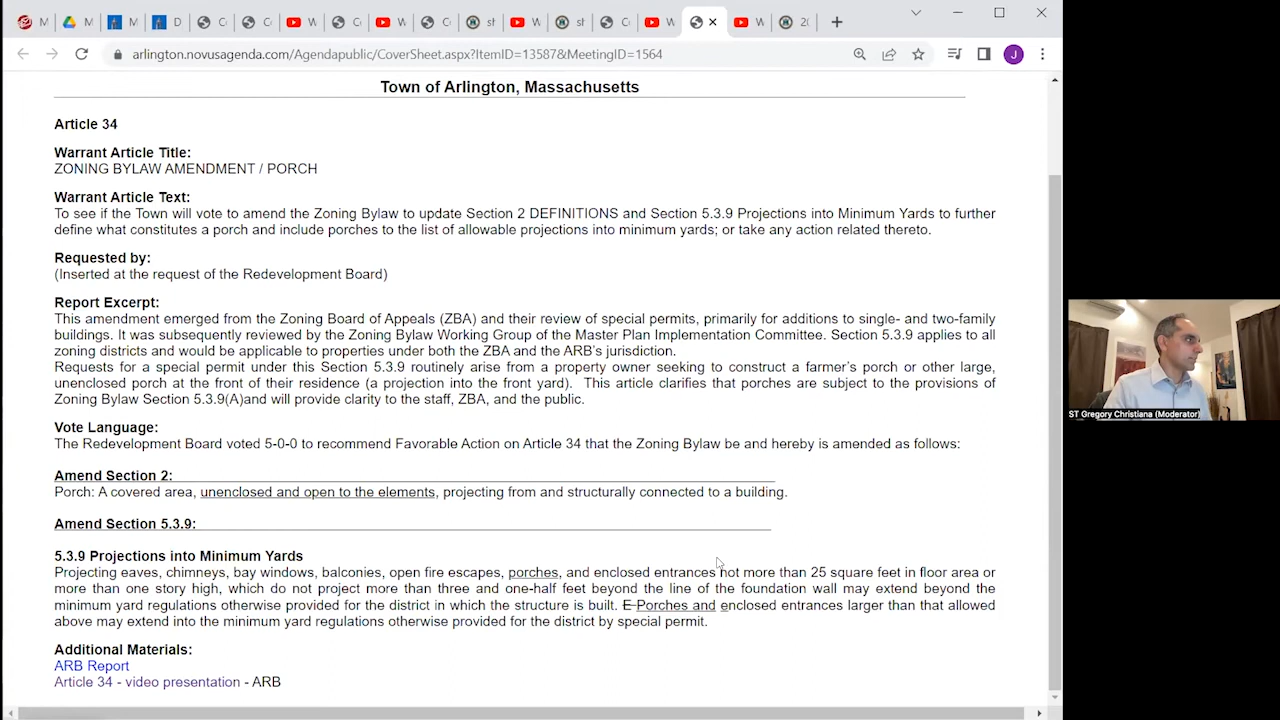 M
M
M
D
C
C
W
C
W
C
st
W
st
C
W
W
20
arlington.novusagenda.com/Agendapublic/CoverSheet.aspx?ItemID=13587&MeetingID=1564
J
Town of Arlington, Massachusetts
Article 34
Warrant Article Title:
ZONING BYLAW AMENDMENT / PORCH
Warrant Article Text:
To see if the Town will vote to amend the Zoning Bylaw to update Section 2 DEFINITIONS and Section 5.3.9 Projections into Minimum Yards to further
define what constitutes a porch and include porches to the list of allowable projections into minimum yards; or take any action related thereto.
Requested by:
(Inserted at the request of the Redevelopment Board)
Report Excerpt:
This amendment emerged from the Zoning Board of Appeals (ZBA) and their review of special permits, primarily for additions to single- and two-family
buildings. It was subsequently reviewed by the Zoning Bylaw Working Group of the Master Plan Implementation Committee. Section 5.3.9 applies to all
zoning districts and would be applicable to properties under both the ZBA and the ARB's jurisdiction.
Requests for a special permit under this Section 5.3.9 routinely arise from a property owner seeking to construct a farmer's porch or other large,
unenclosed porch at the front of their residence (a projection into the front yard). This article clarifies that porches are subject to the provisions of
Zoning Bylaw Section 5.3.9(A)and will provide clarity to the staff, ZBA, and the public.
Vote Language:
The Redevelopment Board voted 5-0-0 to recommend Favorable Action on Article 34 that the Zoning Bylaw be and hereby is amended as follows:
Amend Section 2:
Porch: A covered area, unenclosed and open to the elements, projecting from and structurally connected to a building.
Amend Section 5.3.9:
5.3.9 Projections into Minimum Yards
Projecting eaves, chimneys, bay windows, balconies, open fire escapes, porches, and enclosed entrances not more than 25 square feet in floor area or
more than one story high, which do not project more than three and one-half feet beyond the line of the foundation wall may extend beyond the
minimum yard regulations otherwise provided for the district in which the structure is built. E Porches and enclosed entrances larger than that allowed
above may extend into the minimum yard regulations otherwise provided for the district by special permit.
Additional Materials:
ARB Report
Article 34 - video presentation - ARB
ST Gregory Christiana (Moderator)